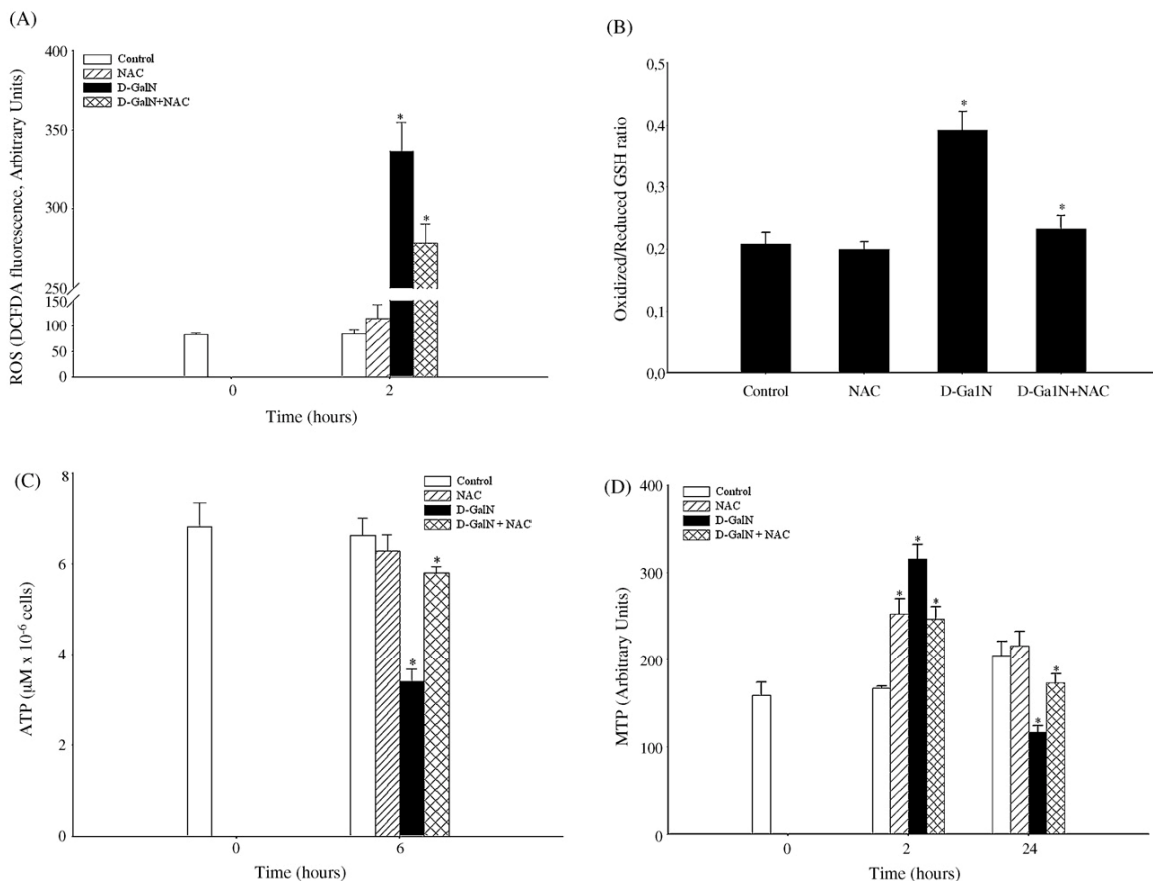 (A)
400
350
300
250
150
100
50
0
ROS (DCFDA fluorescence, Arbitrary Units)
Control
NAC
D-GalN
D-GalN+NAC
*
*
0
2
Time (hours)
(B)
0,5
0,4
0,3
0,2
0,1
0,0
Oxidized/Reduced GSH ratio
*
*
Control
NAC
D-Ga1N
D-Ga1N+NAC
(C)
8
6
4
2
0
ATP (µM x 10-6 cells)
Control
NAC
D-GalN
D-GalN + NAC
*
*
0
6
Time (hours)
(D)
400
300
200
100
0
MTP (Arbitrary Units)
Control
NAC
D-GalN
D-GalN + NAC
*
*
*
*
*
0
2
24
Time (hours)